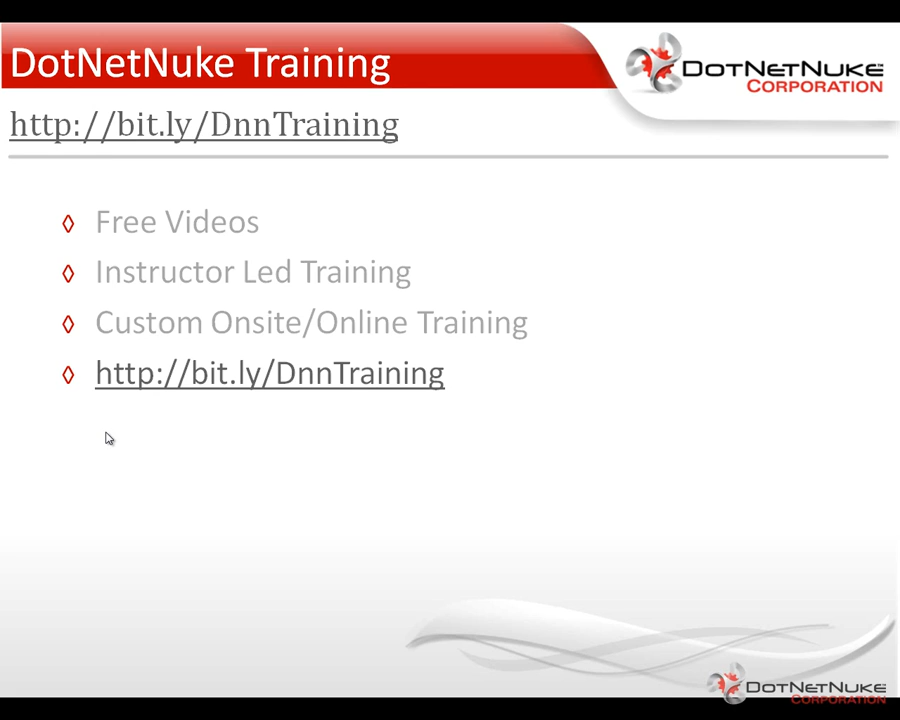 DotNetNuke Training
DOTNETNUKE
CORPORATION
http://bit.ly/DnnTraining
◊ Free Videos
◊ Instructor Led Training
◊ Custom Onsite/Online Training
◊ http://bit.ly/DnnTraining
DOTNETNUKE
CORPORATION